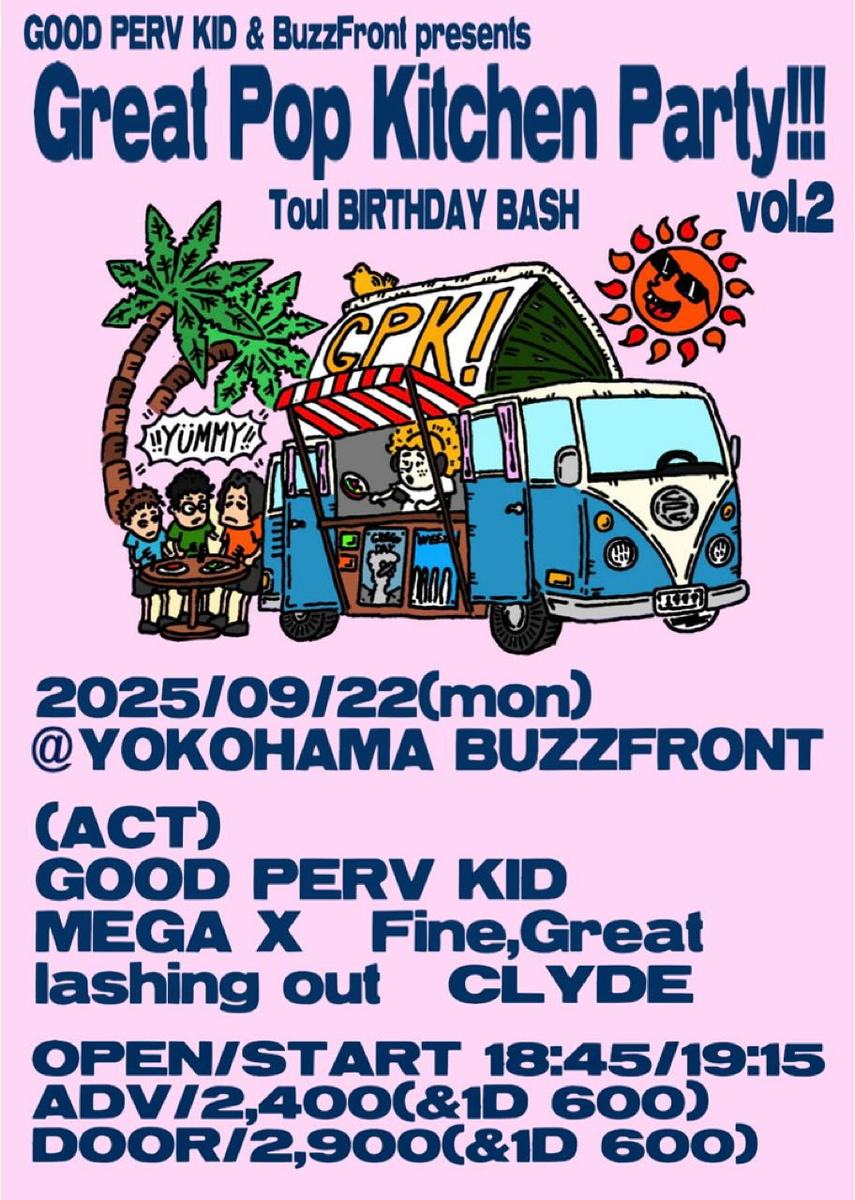 GOOD PERV KID & BuzzFront presents
Great Pop Kitchen Party!!!
Toul BIRTHDAY BASH
vol.2
GPK!
!!YÜMMY!!
2025/09/22(mon)
@YOKOHAMA BUZZFRONT
(ACT)
GOOD PERV KID
MEGA X Fine,Great
lashing out CLYDE
OPEN/START 18:45/19:15
ADV/2,400(&1D 600)
DOOR/2,900(&1D 600)